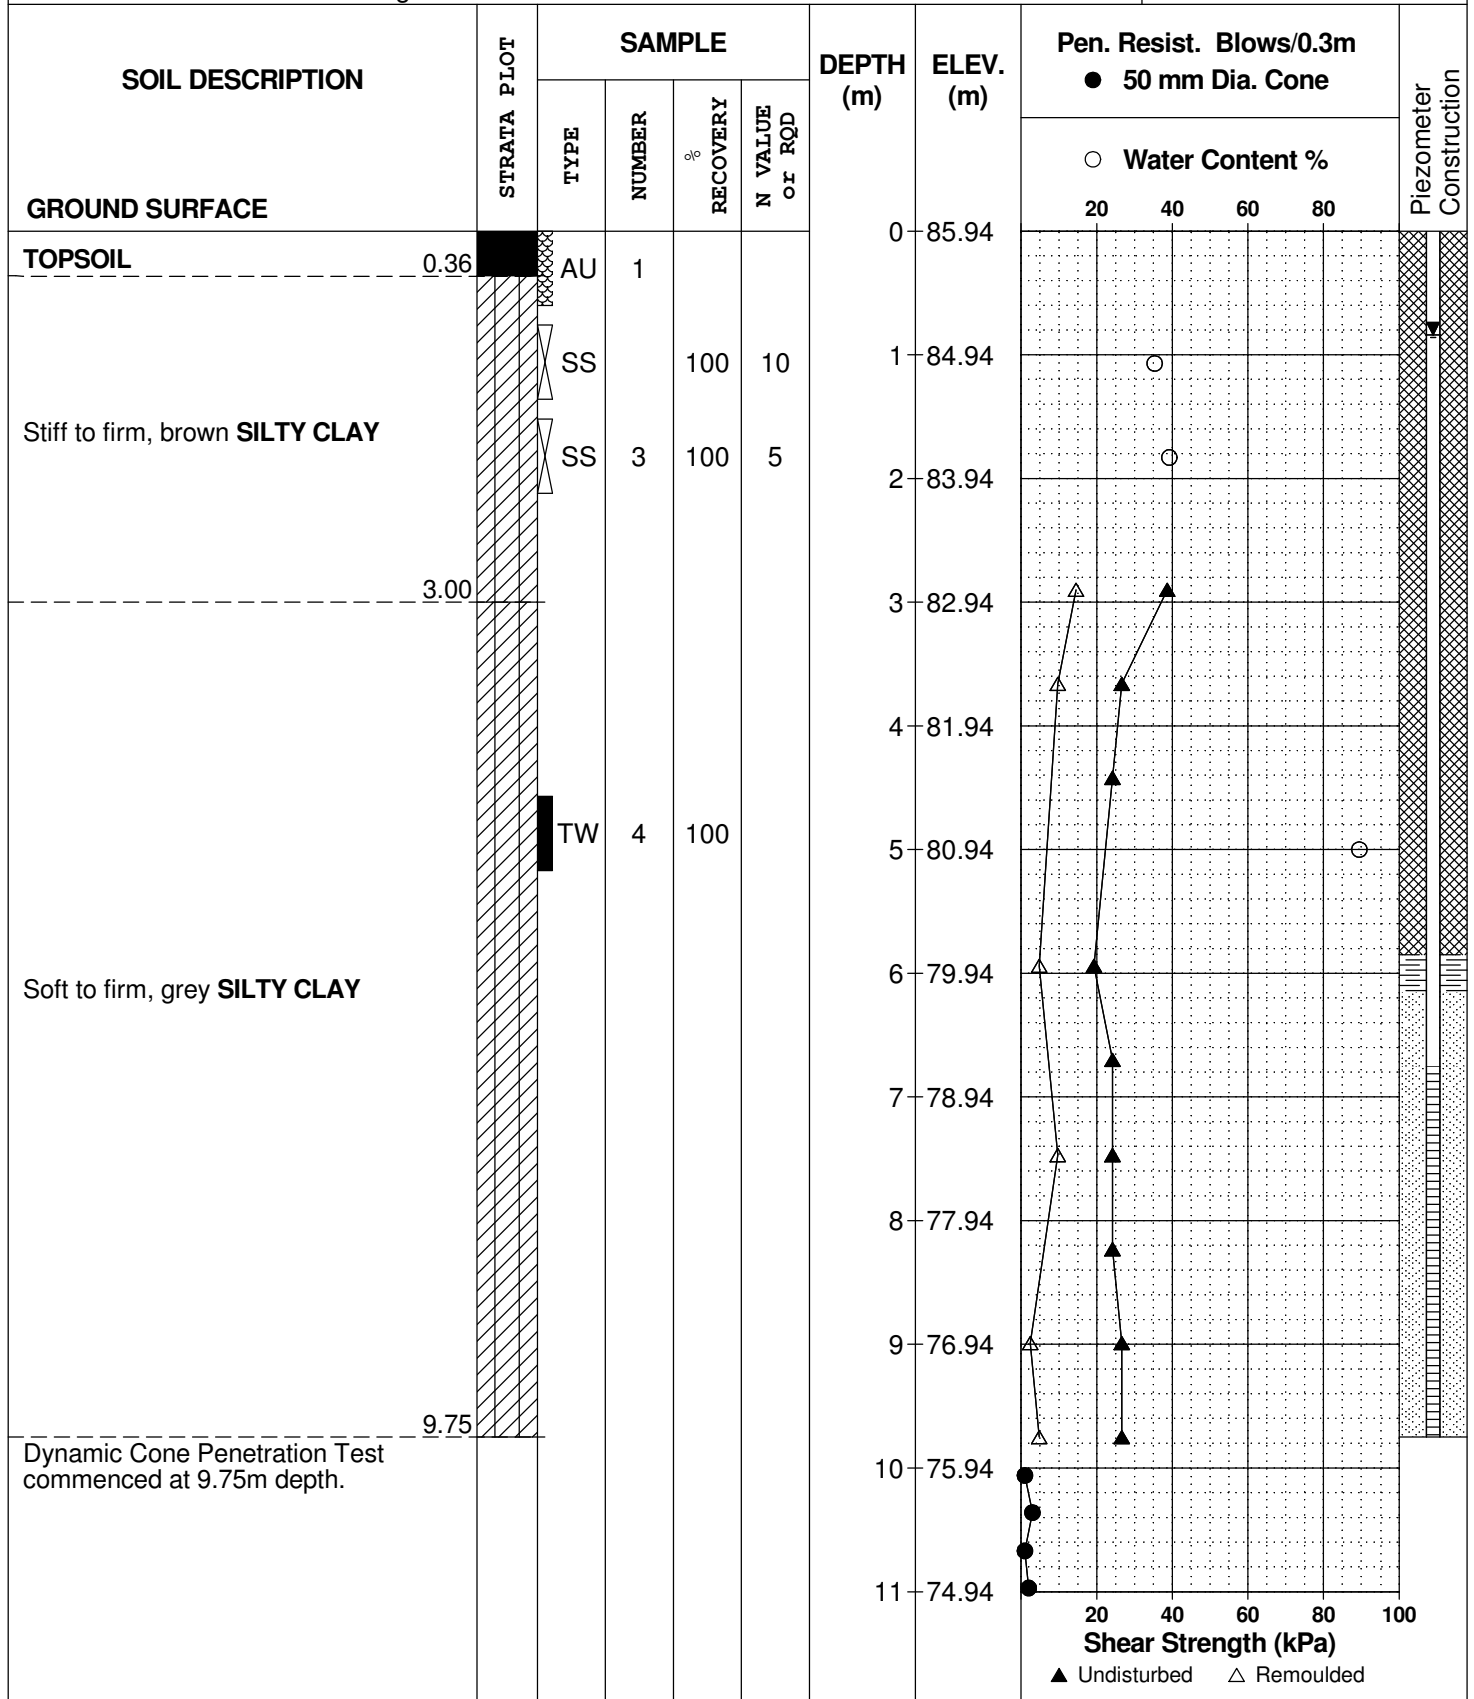 SOIL DESCRIPTION
GROUND SURFACE
STRATA PLOT
SAMPLE
TYPE
NUMBER
% RECOVERY
N VALUE or RQD
DEPTH (m)
ELEV. (m)
Pen. Resist. Blows/0.3m
● 50 mm Dia. Cone
○ Water Content %
20 40 60 80
Piezometer Construction
TOPSOIL 0.36
AU 1
0 85.94
SS 100 10
1 84.94
Stiff to firm, brown SILTY CLAY
SS 3 100 5
2 83.94
3.00
3 82.94
4 81.94
TW 4 100
5 80.94
Soft to firm, grey SILTY CLAY
6 79.94
7 78.94
8 77.94
9 76.94
9.75
Dynamic Cone Penetration Test
commenced at 9.75m depth.
10 75.94
11 74.94
20 40 60 80 100
Shear Strength (kPa)
▲ Undisturbed △ Remoulded